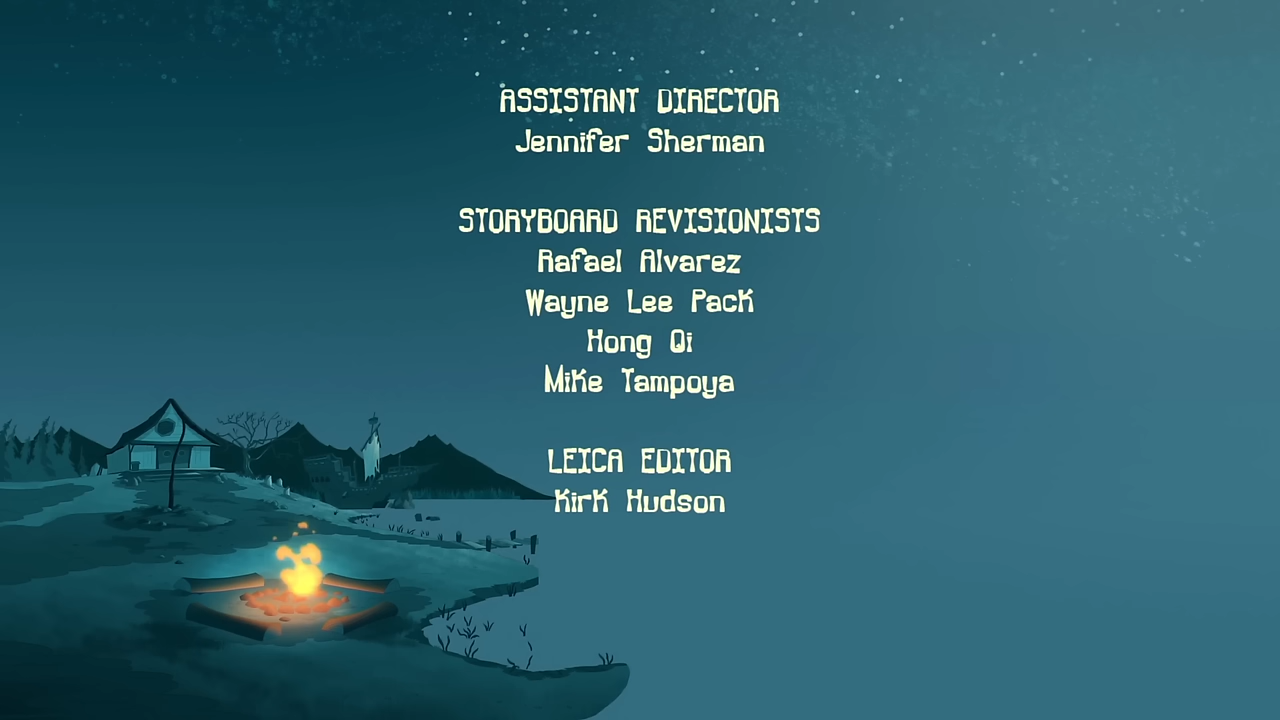 ASSISTANT DIRECTOR
Jennifer Sherman
STORYBOARD REVISIONISTS
Rafael Alvarez
Wayne Lee Pack
Hong Qi
Mike Tampoya
LEICA EDITOR
Kirk Hudson